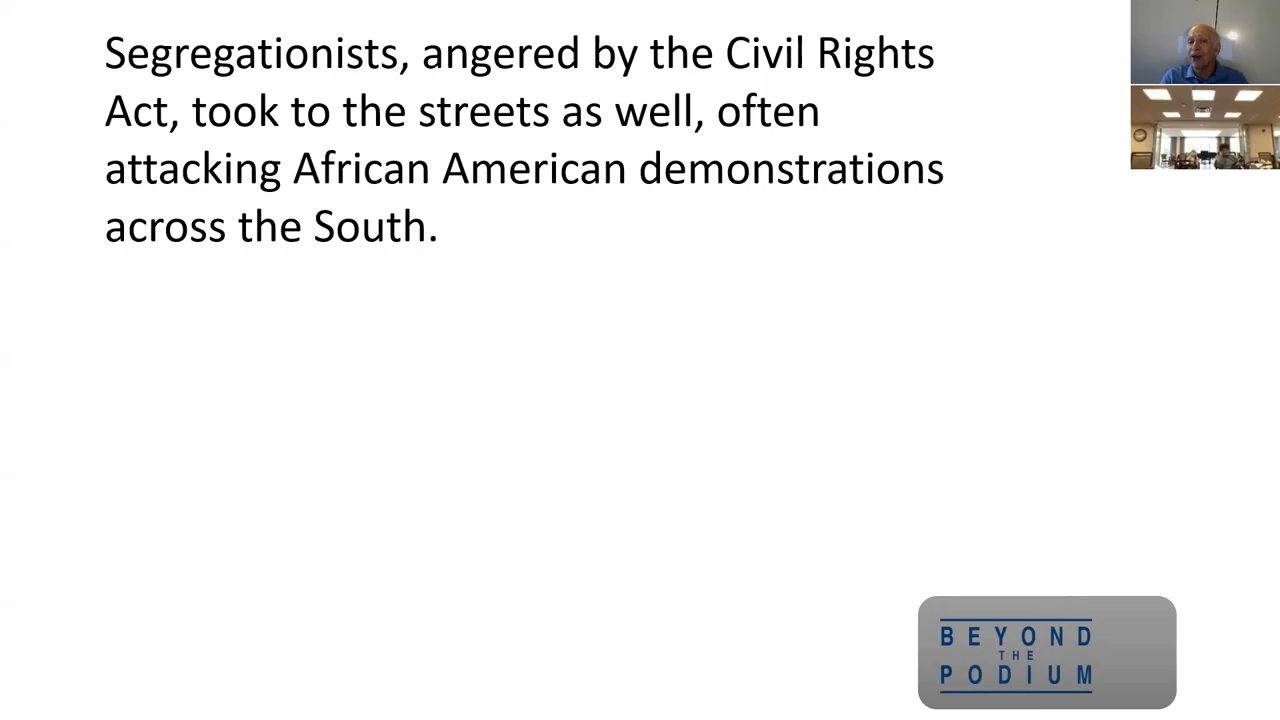 Segregationists, angered by the Civil Rights
Act, took to the streets as well, often
attacking African American demonstrations
across the South.
BEYOND
THE
PODIUM